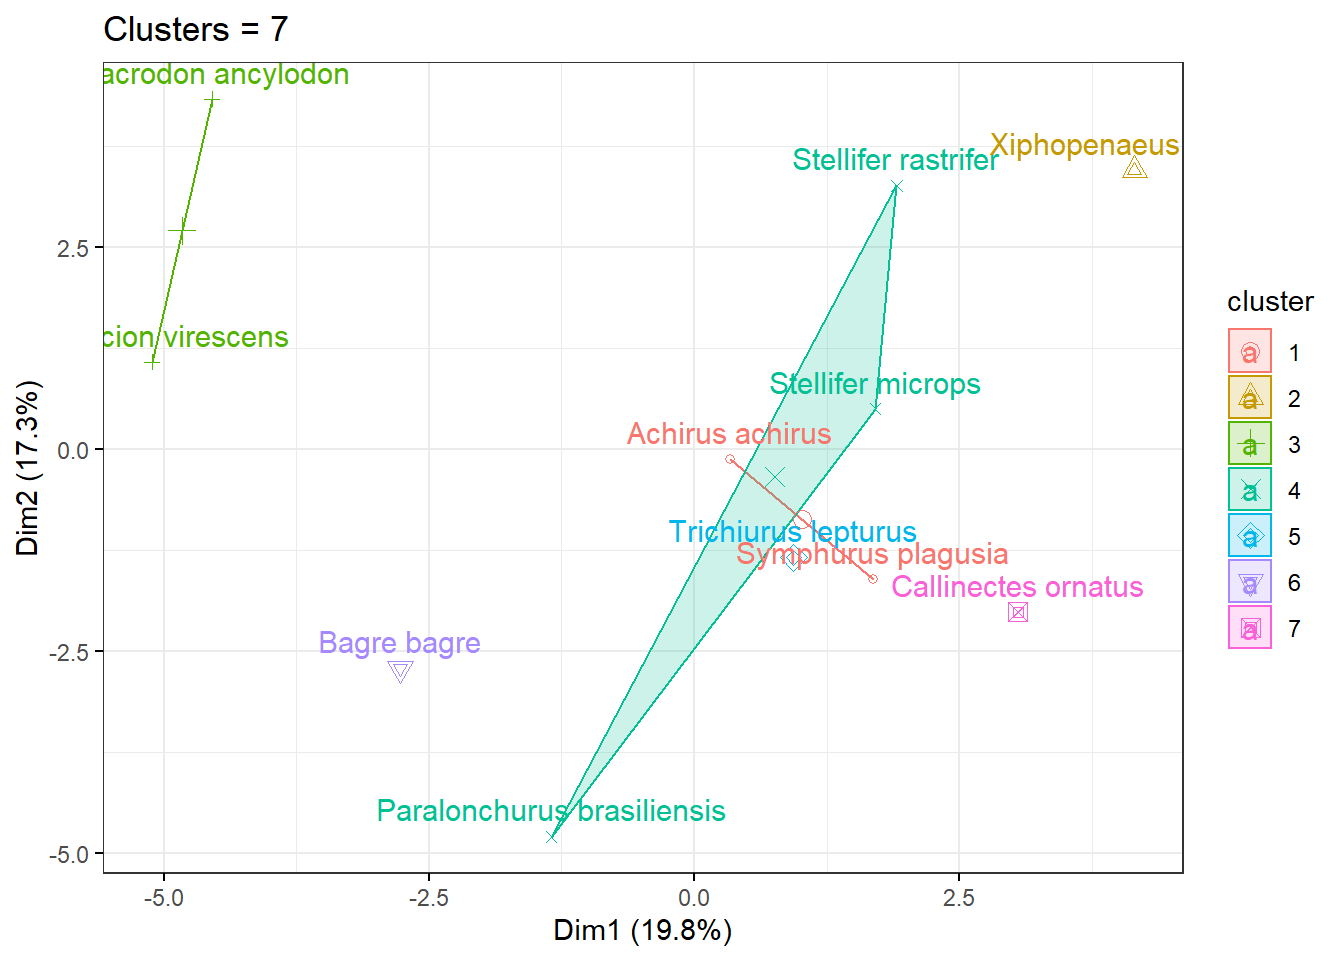 Clusters = 7
acrodon ancylodon
Xiphopenaeus
Stellifer rastrifer
cion virescens
Stellifer microps
Achirus achirus
Trichiurus lepturus
Symphurus plagusia
Callinectes ornatus
Bagre bagre
Paralonchurus brasiliensis
2.5
0.0
-2.5
-5.0
Dim2 (17.3%)
-5.0
-2.5
0.0
2.5
Dim1 (19.8%)
cluster
a 1
a 2
a 3
a 4
a 5
a 6
a 7